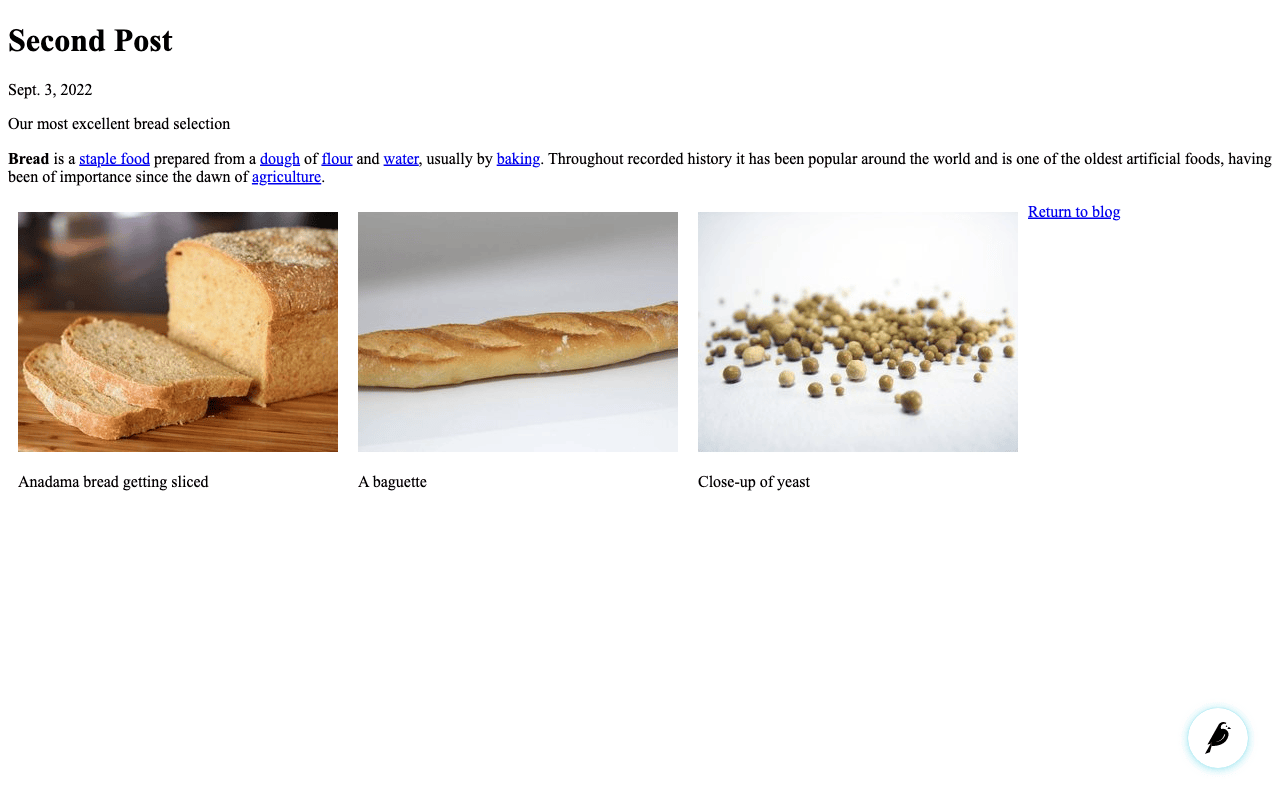 Second Post
Sept. 3, 2022
Our most excellent bread selection
Bread is a staple food prepared from a dough of flour and water, usually by baking. Throughout recorded history it has been popular around the world and is one of the oldest artificial foods, having
been of importance since the dawn of agriculture.
Return to blog
Anadama bread getting sliced
A baguette
Close-up of yeast